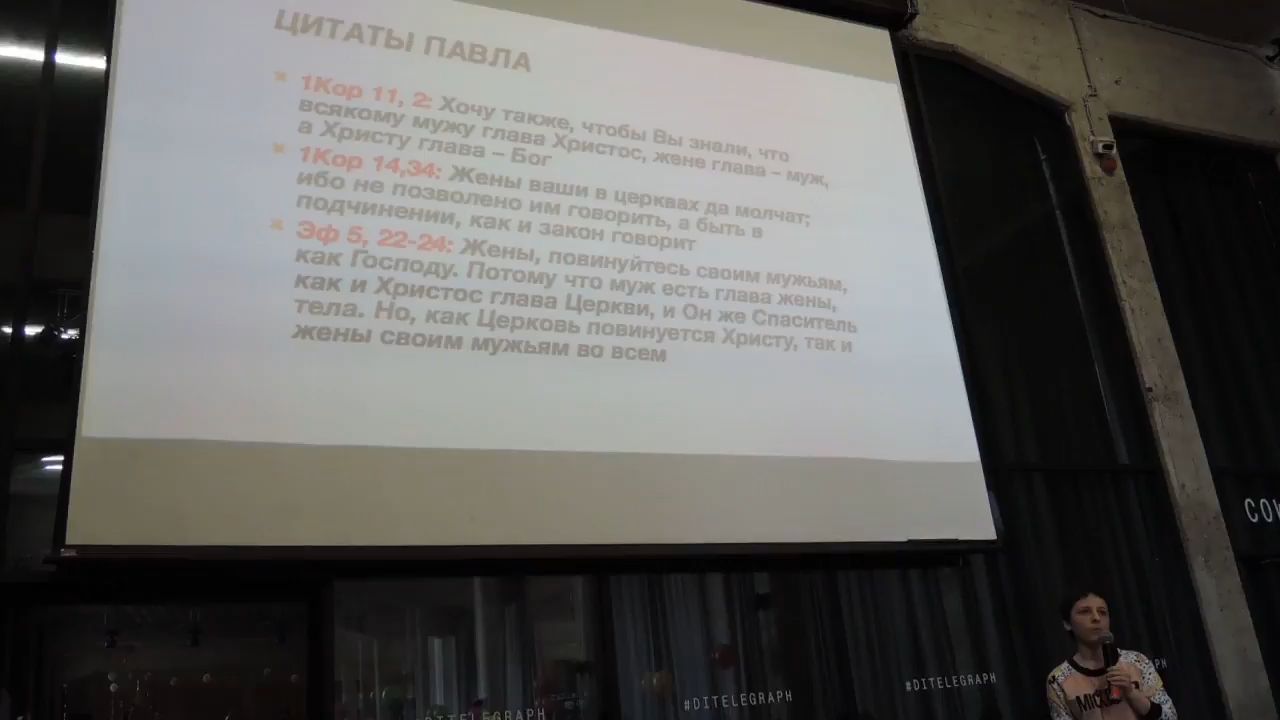 ЦИТАТЫ ПАВЛА
1Кор 11, 2: Хочу также, чтобы Вы знали, что
всякому мужу глава Христос, жене глава – муж,
а Христу глава – Бог
1Кор 14,34: Жены ваши в церквах да молчат;
ибо не позволено им говорить, а быть в
подчинении, как и закон говорит
Эф 5, 22-24: Жены, повинуйтесь своим мужьям,
как Господу. Потому что муж есть глава жены,
как и Христос глава Церкви, и Он же Спаситель
тела. Но, как Церковь повинуется Христу, так и
жены своим мужьям во всем
#DITELEGRAPH
#DITELEGRAPH
DITELEGRAPH
PH